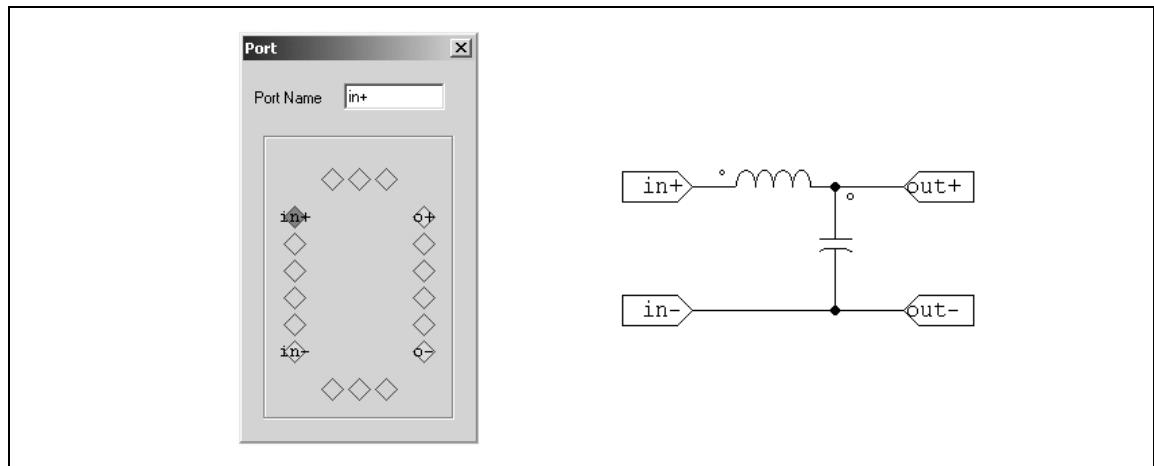 Port
Port Name in+
in+ o+
in- o-
in+ out+
in- out-